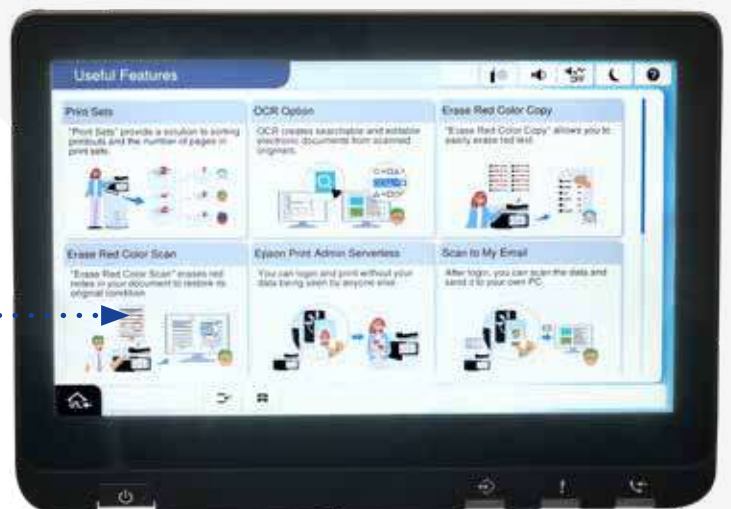 Useful Features
Print Sets
"Print Sets" provide a solution to sorting
printouts and the number of pages in
print sets.
OCR Option
OCR creates searchable and editable
electronic documents from scanned
originals.
Erase Red Color Copy
"Erase Red Color Copy" allows you to
easily erase red text.
Erase Red Color Scan
"Erase Red Color Scan" erases red
notes in your document to restore its
original condition
Epson Print Admin Serverless
You can login and print without your
data being seen by anyone else
Scan to My Email
After login, you can scan the data and
send it to your own PC.